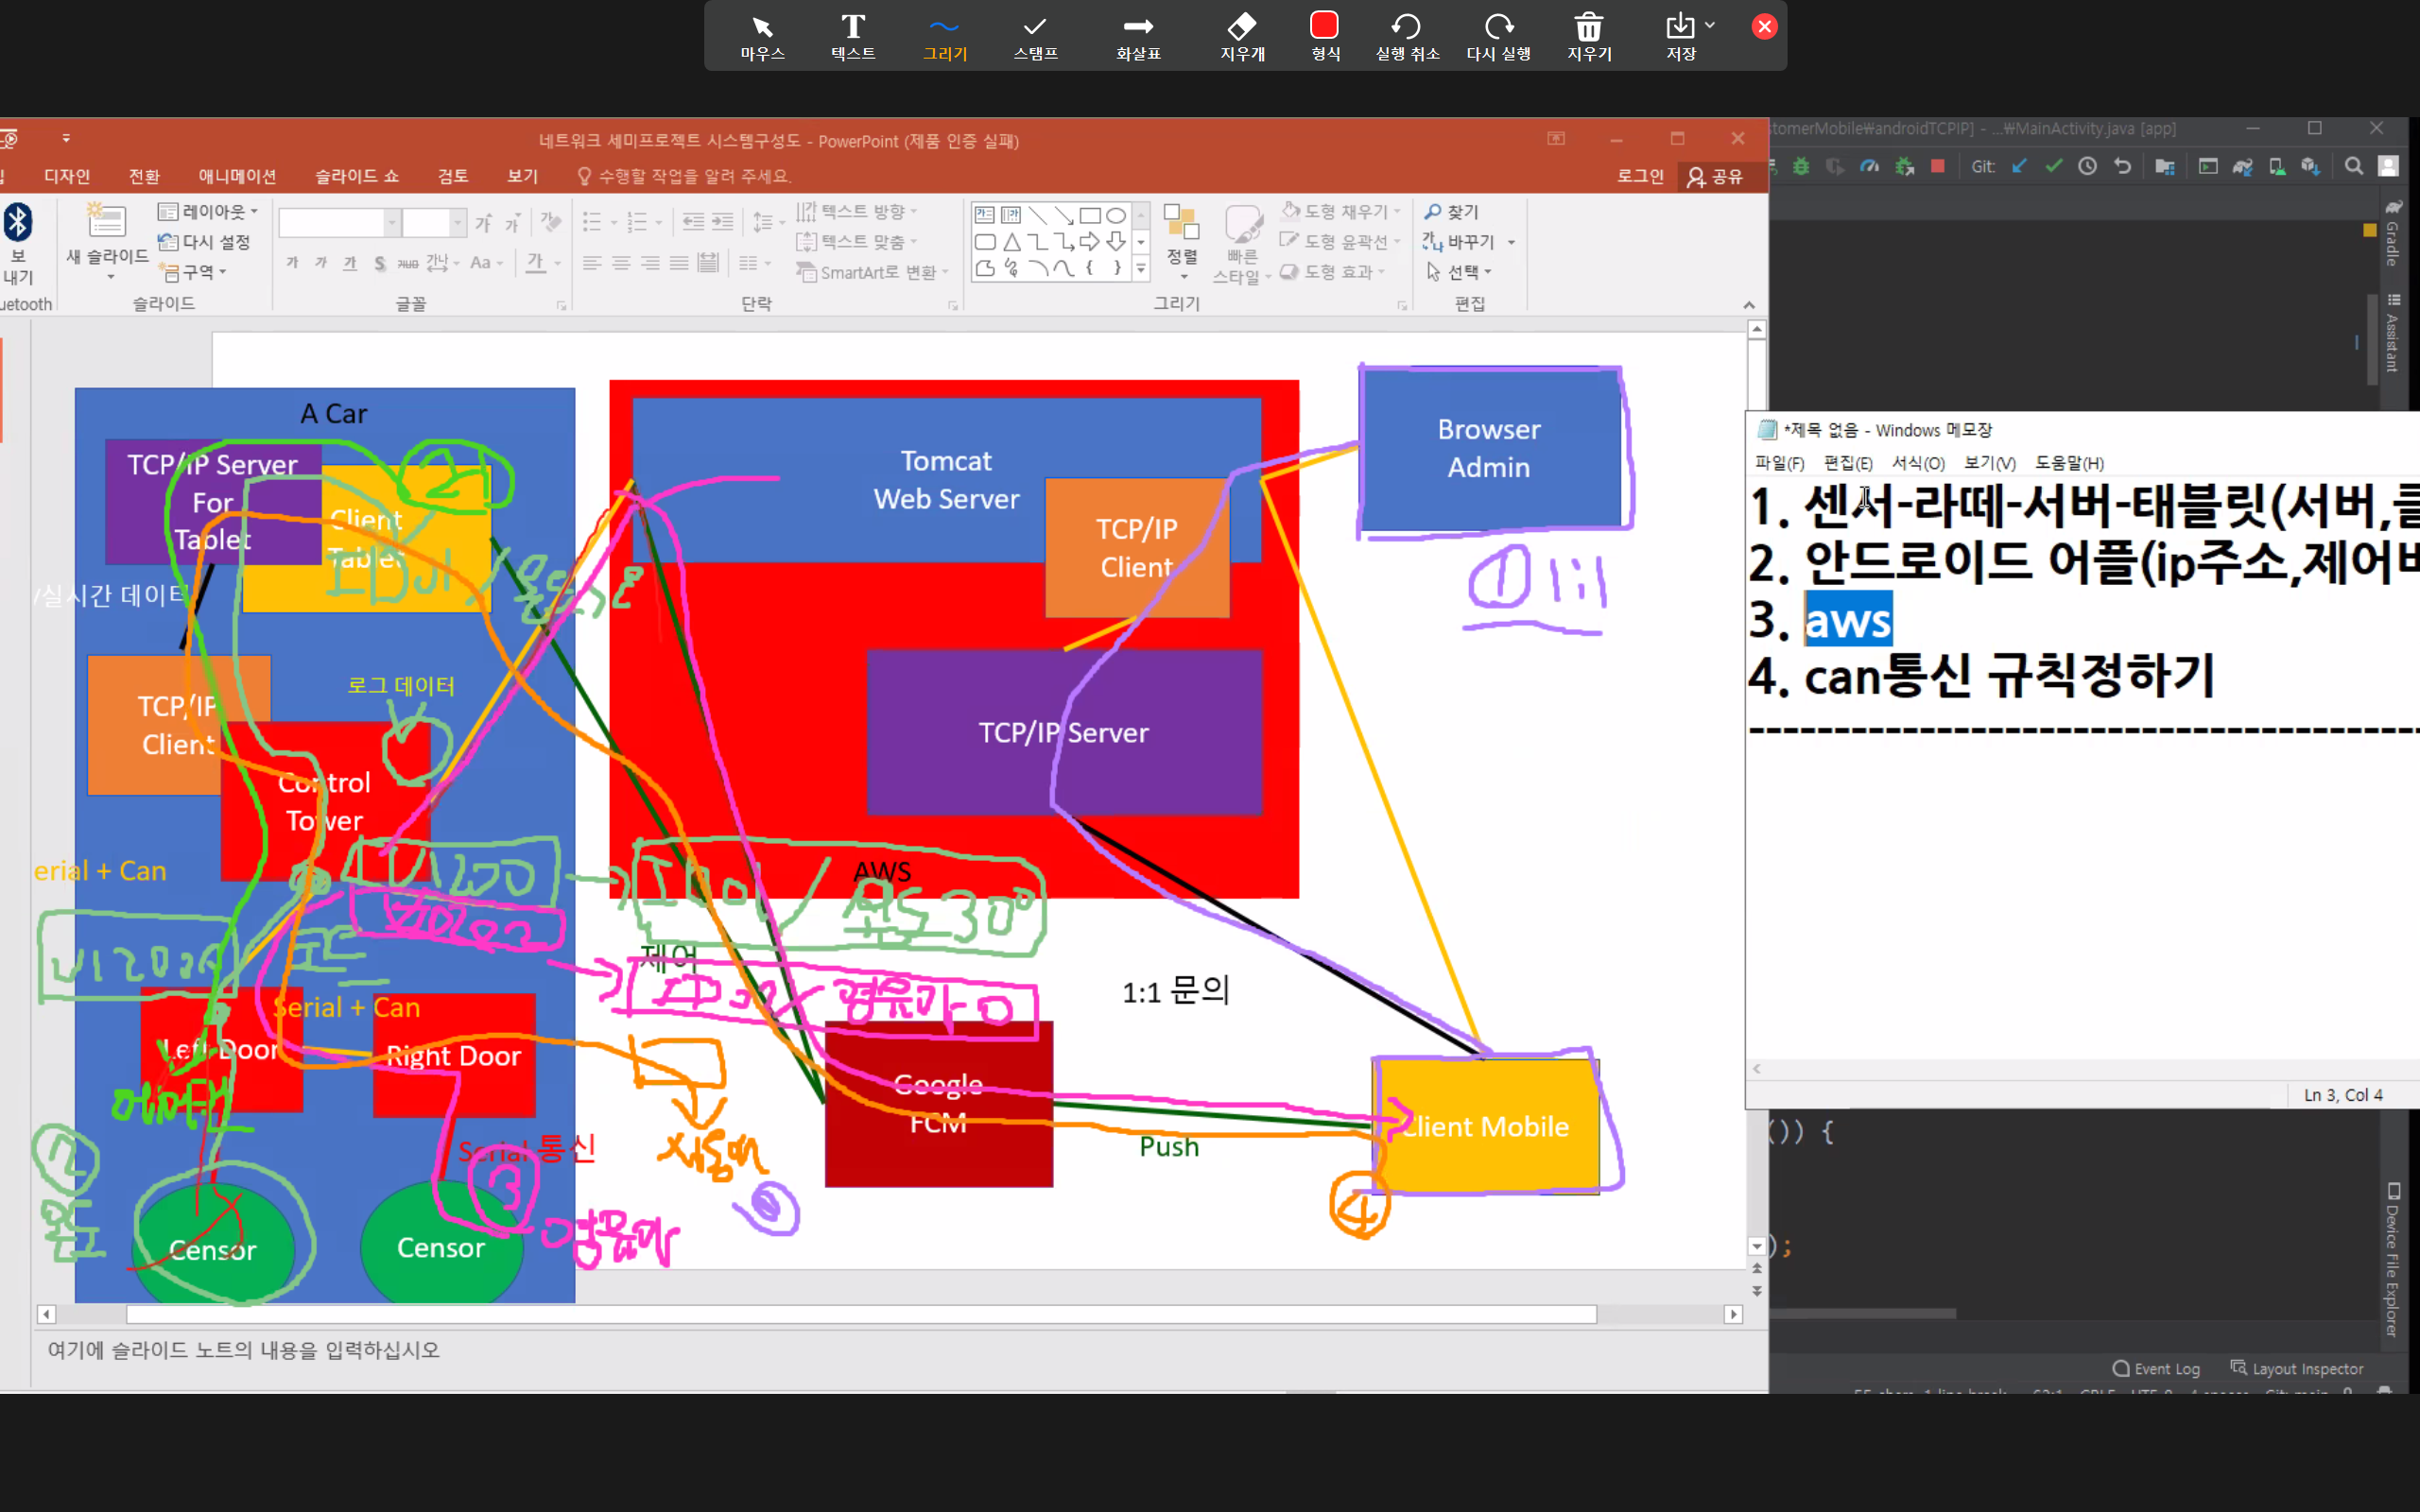 마우스 텍스트 그리기 스탬프 화살표 지우개 형식 실행 취소 다시 실행 지우기 저장
네트워크 세미프로젝트 시스템구성도 - PowerPoint (제품 인증 실패)
디자인 전환 애니메이션 슬라이드 쇼 검토 보기 수행할 작업을 알려 주세요. 로그인 공유
보
내기
uetooth
새 슬라이드
레이아웃
다시 설정
구역
슬라이드
글꼴
텍스트 방향
텍스트 맞춤
SmartArt로 변환
단락
정렬
빠른
스타일
도형 채우기
도형 윤곽선
도형 효과
그리기
찾기
바꾸기
선택
편집
A Car
TCP/IP Server
For
Tablet
Client
Tablet
/실시간 데이터
TCP/IP
Client
로그 데이터
Control
Tower
erial + Can
Serial + Can
Left Door
Right Door
Serial 통신
Censor
Censor
Tomcat
Web Server
TCP/IP
Client
TCP/IP Server
AWS
Browser
Admin
① 1:1
제어
1:1 문의
Google
FCM
Push
Client Mobile
②
③
④
온도
여기에 슬라이드 노트의 내용을 입력하십시오
stomerMobile₩androidTCPIP] - ...₩MainActivity.java [app]
Git:
Gradle
Assistant
*제목 없음 - Windows 메모장
파일(F) 편집(E) 서식(O) 보기(V) 도움말(H)
1. 센서-라떼-서버-태블릿(서버,클
2. 안드로이드 어플(ip주소,제어버
3. aws
4. can통신 규칙정하기
Ln 3, Col 4
()) {
);
Device File Explorer
Event Log Layout Inspector